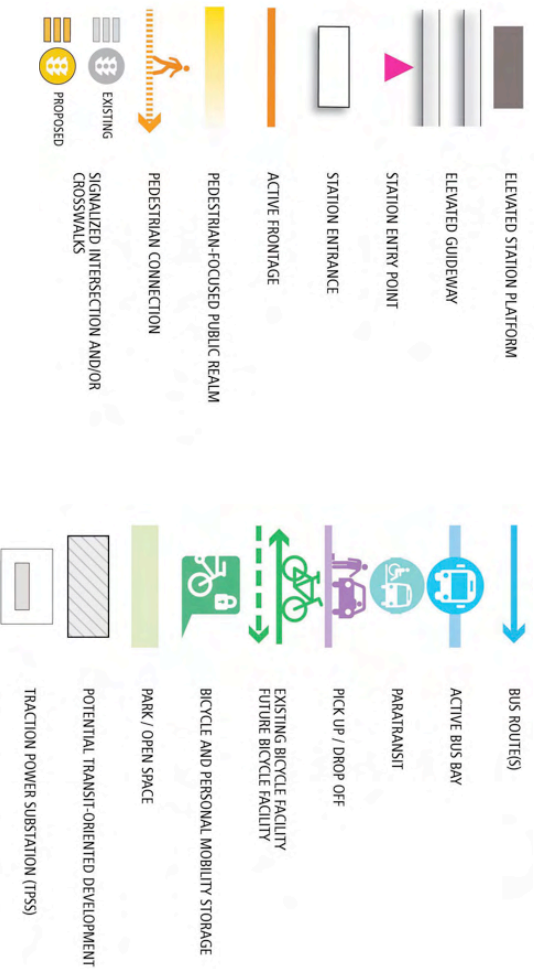 ELEVATED STATION PLATFORM
ELEVATED GUIDEWAY
STATION ENTRY POINT
STATION ENTRANCE
ACTIVE FRONTAGE
PEDESTRIAN-FOCUSED PUBLIC REALM
PEDESTRIAN CONNECTION
EXISTING
PROPOSED
SIGNALIZED INTERSECTION AND/OR
CROSSWALKS
BUS ROUTE(S)
ACTIVE BUS BAY
PARATRANSIT
PICK UP / DROP OFF
EXISTING BICYCLE FACILITY
FUTURE BICYCLE FACILITY
BICYCLE AND PERSONAL MOBILITY STORAGE
PARK / OPEN SPACE
POTENTIAL TRANSIT-ORIENTED DEVELOPMENT
TRACTION POWER SUBSTATION (TPSS)